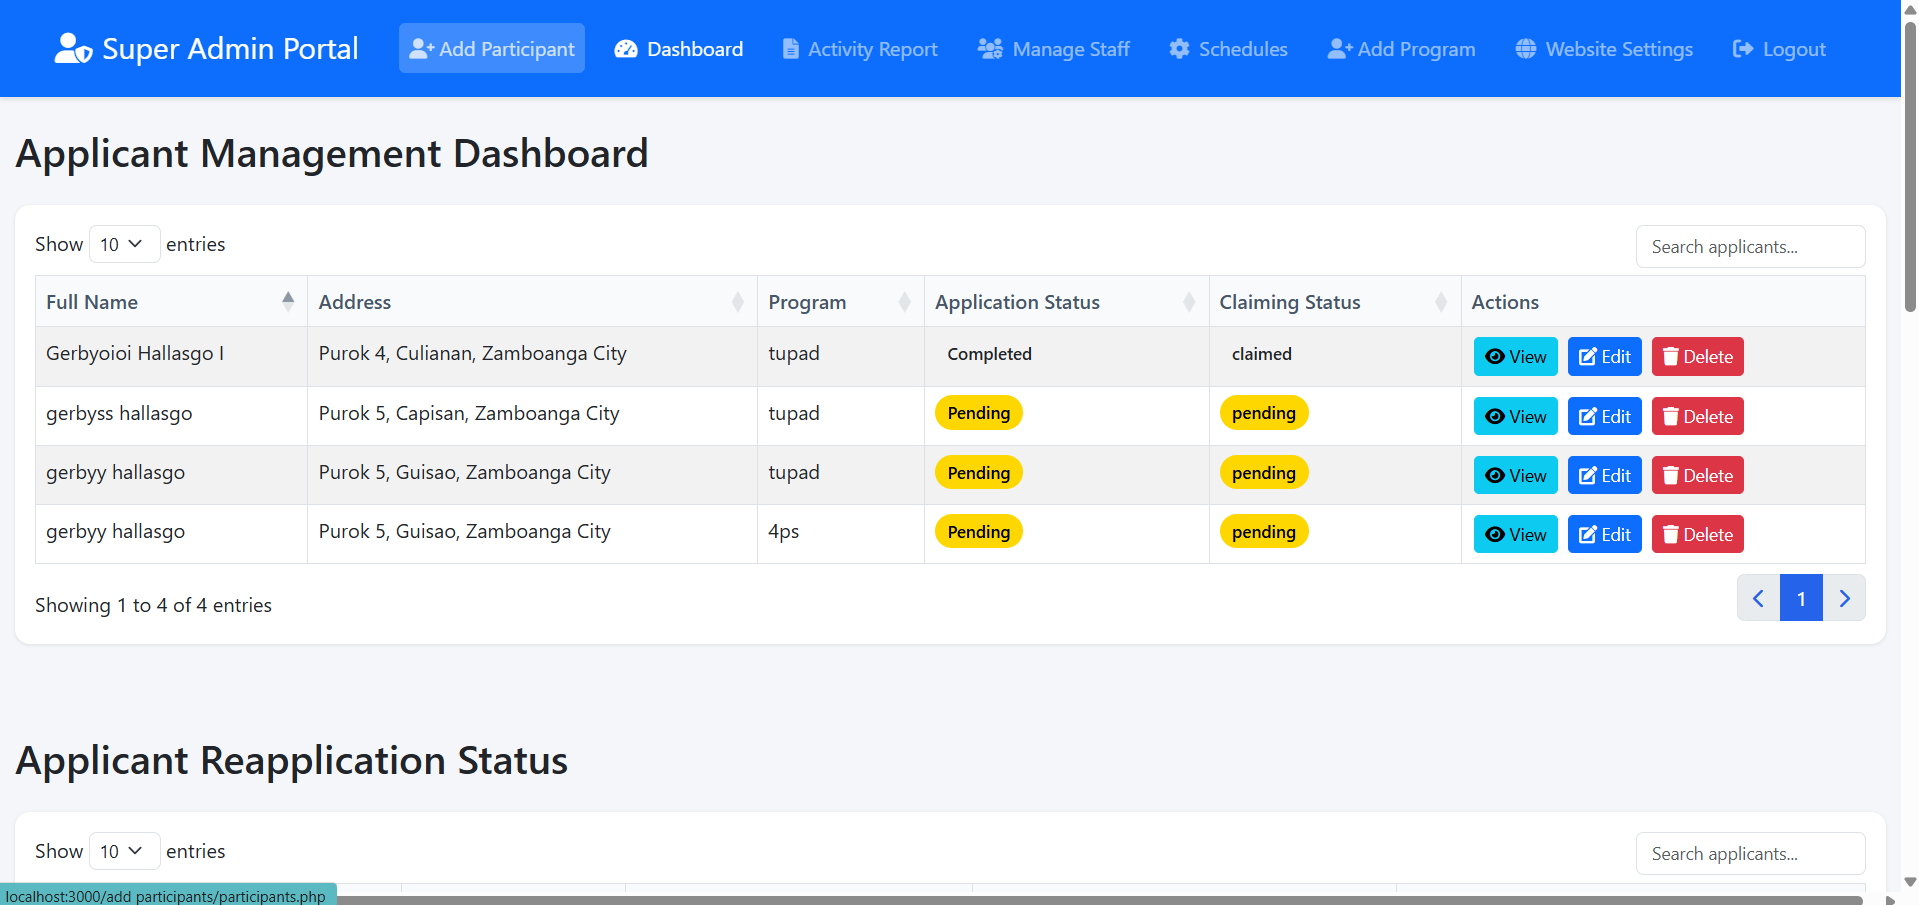 Super Admin Portal Add Participant Dashboard Activity Report Manage Staff Schedules Add Program Website Settings Logout
Applicant Management Dashboard
Show 10 entries Search applicants...
Full Name Address Program Application Status Claiming Status Actions
Gerbyoioi Hallasgo I Purok 4, Culianan, Zamboanga City tupad Completed claimed View Edit Delete
gerbyss hallasgo Purok 5, Capisan, Zamboanga City tupad Pending pending View Edit Delete
gerbyy hallasgo Purok 5, Guisao, Zamboanga City tupad Pending pending View Edit Delete
gerbyy hallasgo Purok 5, Guisao, Zamboanga City 4ps Pending pending View Edit Delete
Showing 1 to 4 of 4 entries 1
Applicant Reapplication Status
Show 10 entries Search applicants...
localhost:3000/add participants/participants.php